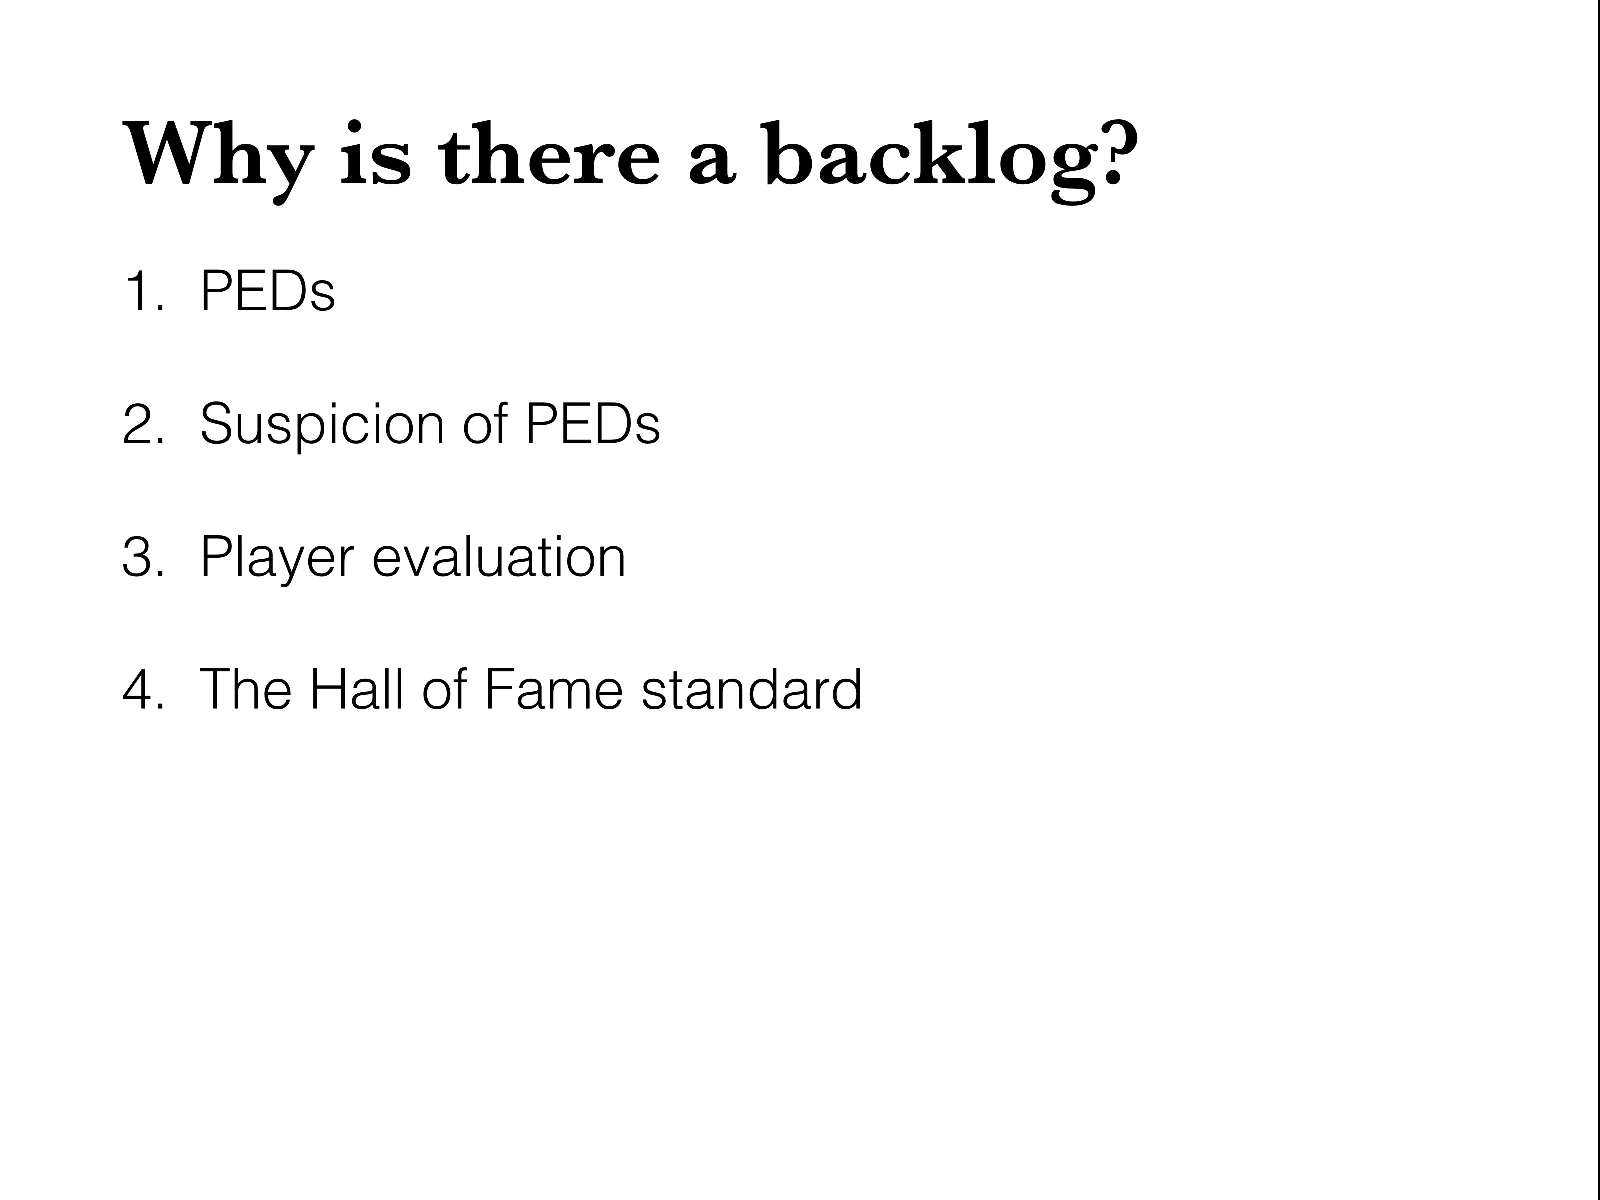 Why is there a backlog?
1. PEDs
2. Suspicion of PEDs
3. Player evaluation
4. The Hall of Fame standard